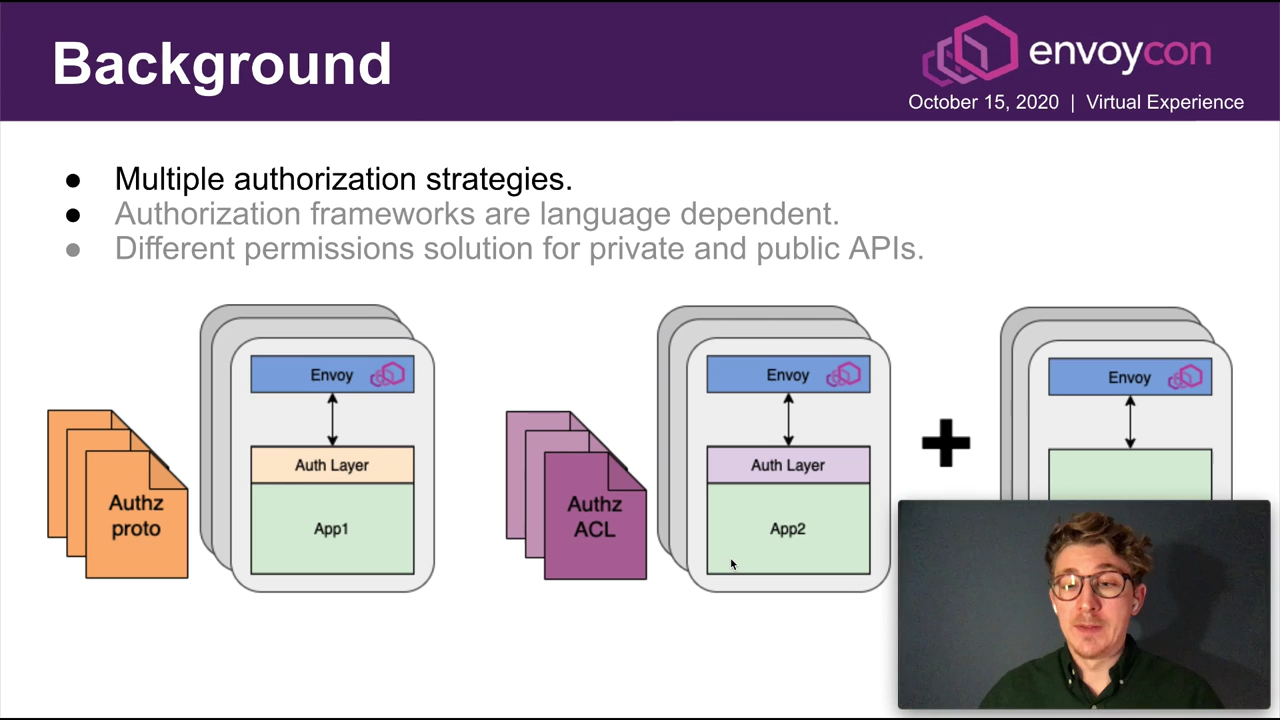 Background
envoycon
October 15, 2020 | Virtual Experience
● Multiple authorization strategies.
● Authorization frameworks are language dependent.
● Different permissions solution for private and public APIs.
Authz
proto
Envoy
Auth Layer
App1
Authz
ACL
Envoy
Auth Layer
App2
+
Envoy